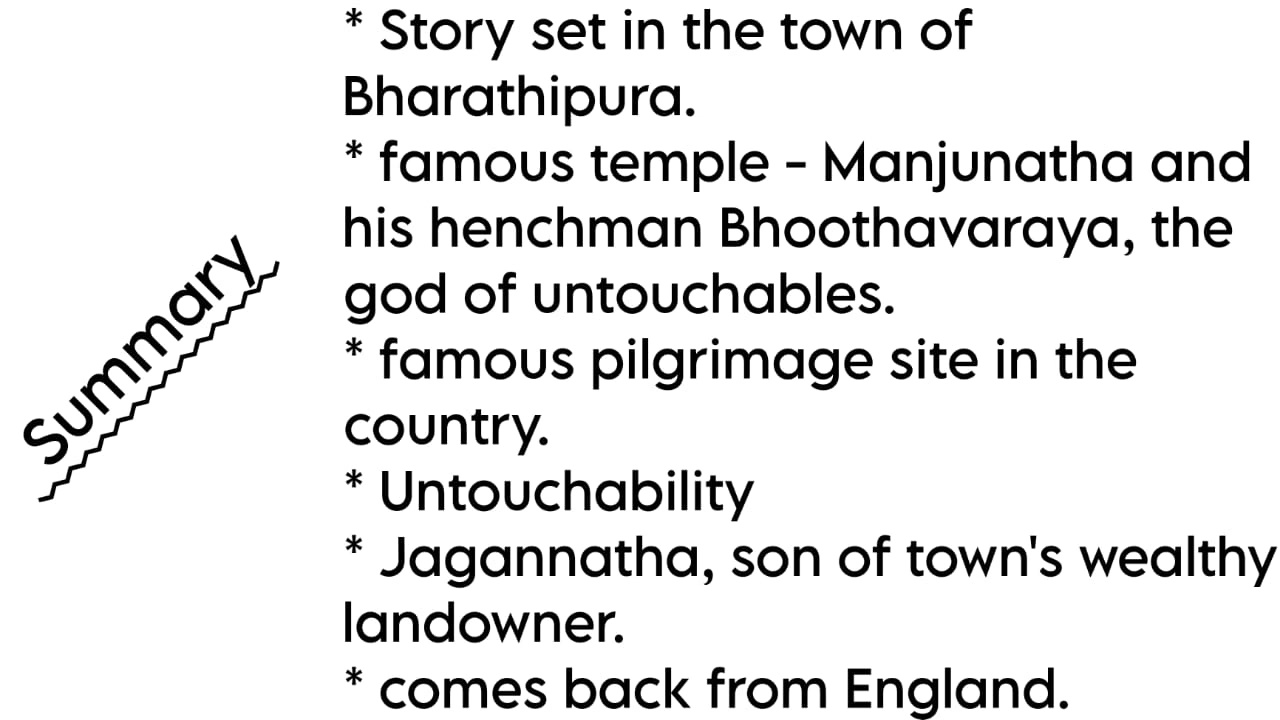 Summary
* Story set in the town of
Bharathipura.
* famous temple - Manjunatha and
his henchman Bhoothavaraya, the
god of untouchables.
* famous pilgrimage site in the
country.
* Untouchability
* Jagannatha, son of town's wealthy
landowner.
* comes back from England.